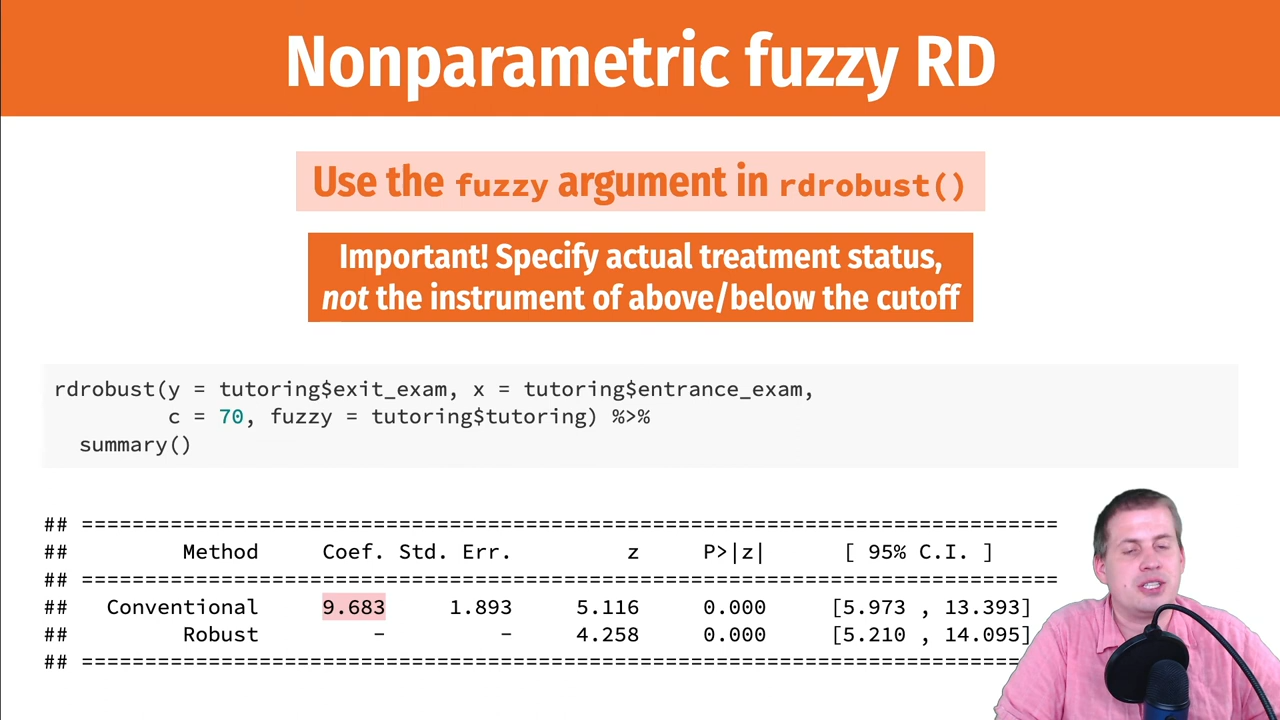 Nonparametric fuzzy RD
Use the fuzzy argument in rdrobust()
Important! Specify actual treatment status,
not the instrument of above/below the cutoff
rdrobust(y = tutoring$exit_exam, x = tutoring$entrance_exam,
         c = 70, fuzzy = tutoring$tutoring) %>%
  summary()
## =============================================================================
##         Method     Coef. Std. Err.         z     P>|z|      [ 95% C.I. ]
## =============================================================================
##   Conventional     9.683     1.893     5.116     0.000     [5.973 , 13.393]
##         Robust         -         -     4.258     0.000     [5.210 , 14.095]
## =============================================================================